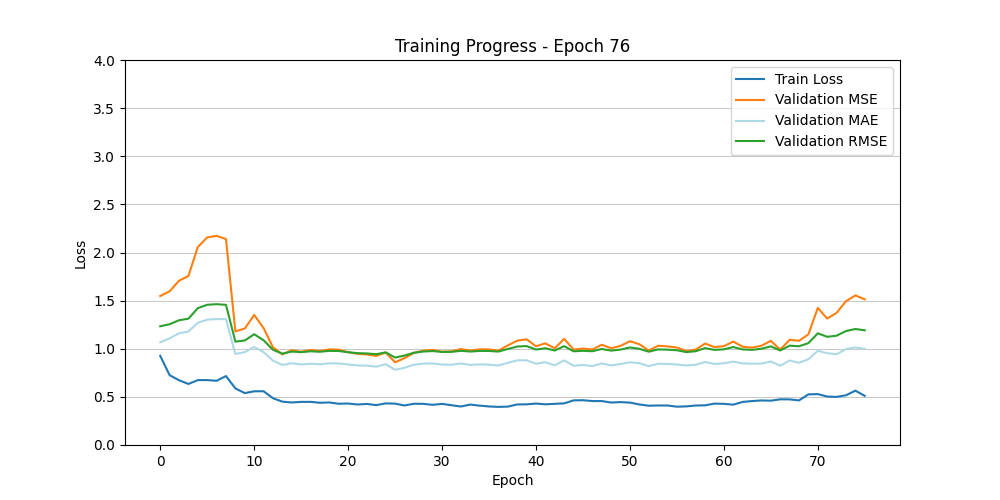 Training Progress - Epoch 76
4.0
3.5
3.0
2.5
2.0
1.5
1.0
0.5
0.0
Loss
Train Loss
Validation MSE
Validation MAE
Validation RMSE
0 10 20 30 40 50 60 70
Epoch